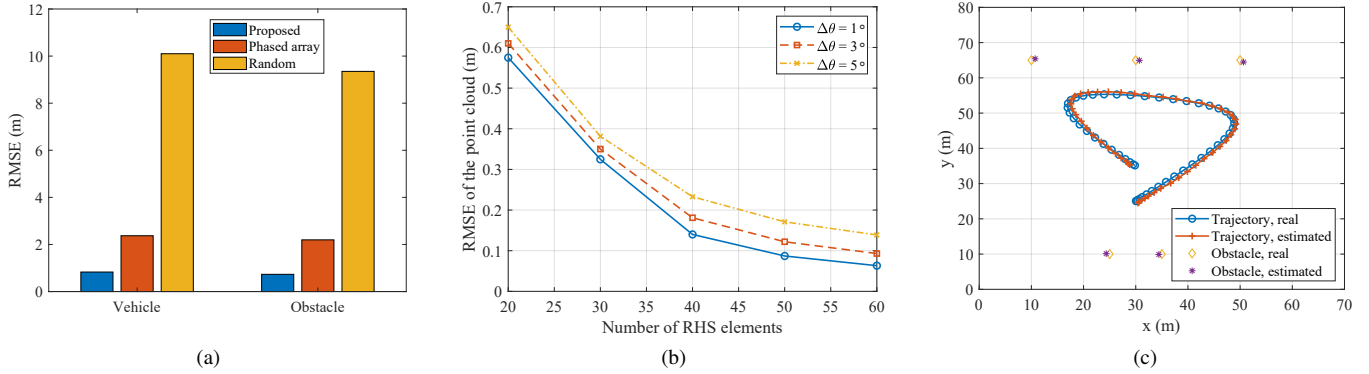 12
10
8
6
4
2
0
RMSE (m)
Proposed
Phased array
Random
Vehicle
Obstacle
(a)
0.7
0.6
0.5
0.4
0.3
0.2
0.1
0
RMSE of the point cloud (m)
Δθ = 1°
Δθ = 3°
Δθ = 5°
20 25 30 35 40 45 50 55 60
Number of RHS elements
(b)
80
70
60
50
40
30
20
10
0
y (m)
Trajectory, real
Trajectory, estimated
Obstacle, real
Obstacle, estimated
0 10 20 30 40 50 60 70
x (m)
(c)